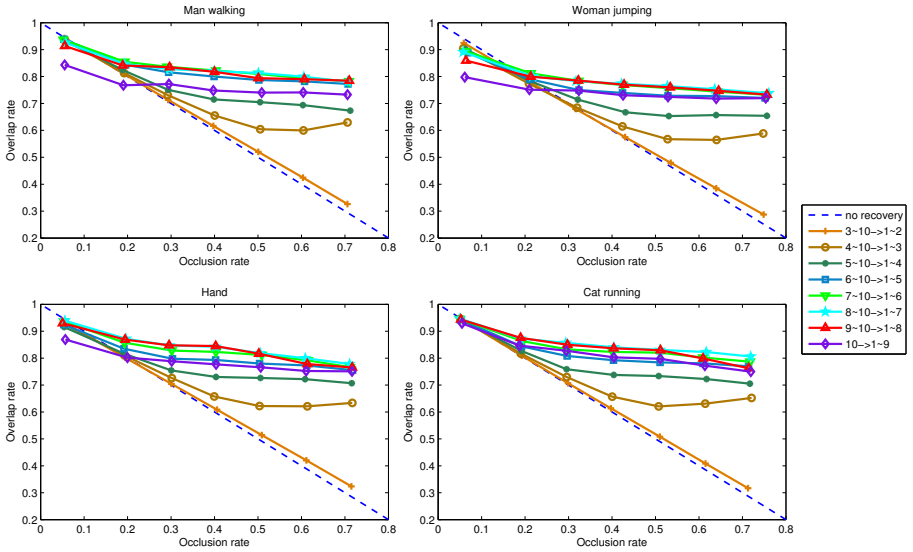 Man walking
1
0.9
0.8
0.7
0.6
0.5
0.4
0.3
0.2
0 0.1 0.2 0.3 0.4 0.5 0.6 0.7 0.8
Overlap rate
Occlusion rate
Woman jumping
1
0.9
0.8
0.7
0.6
0.5
0.4
0.3
0.2
0 0.1 0.2 0.3 0.4 0.5 0.6 0.7 0.8
Overlap rate
Occlusion rate
no recovery
3~10->1~2
4~10->1~3
5~10->1~4
6~10->1~5
7~10->1~6
8~10->1~7
9~10->1~8
10->1~9
Hand
1
0.9
0.8
0.7
0.6
0.5
0.4
0.3
0.2
0 0.1 0.2 0.3 0.4 0.5 0.6 0.7 0.8
Overlap rate
Occlusion rate
Cat running
1
0.9
0.8
0.7
0.6
0.5
0.4
0.3
0.2
0 0.1 0.2 0.3 0.4 0.5 0.6 0.7 0.8
Overlap rate
Occlusion rate